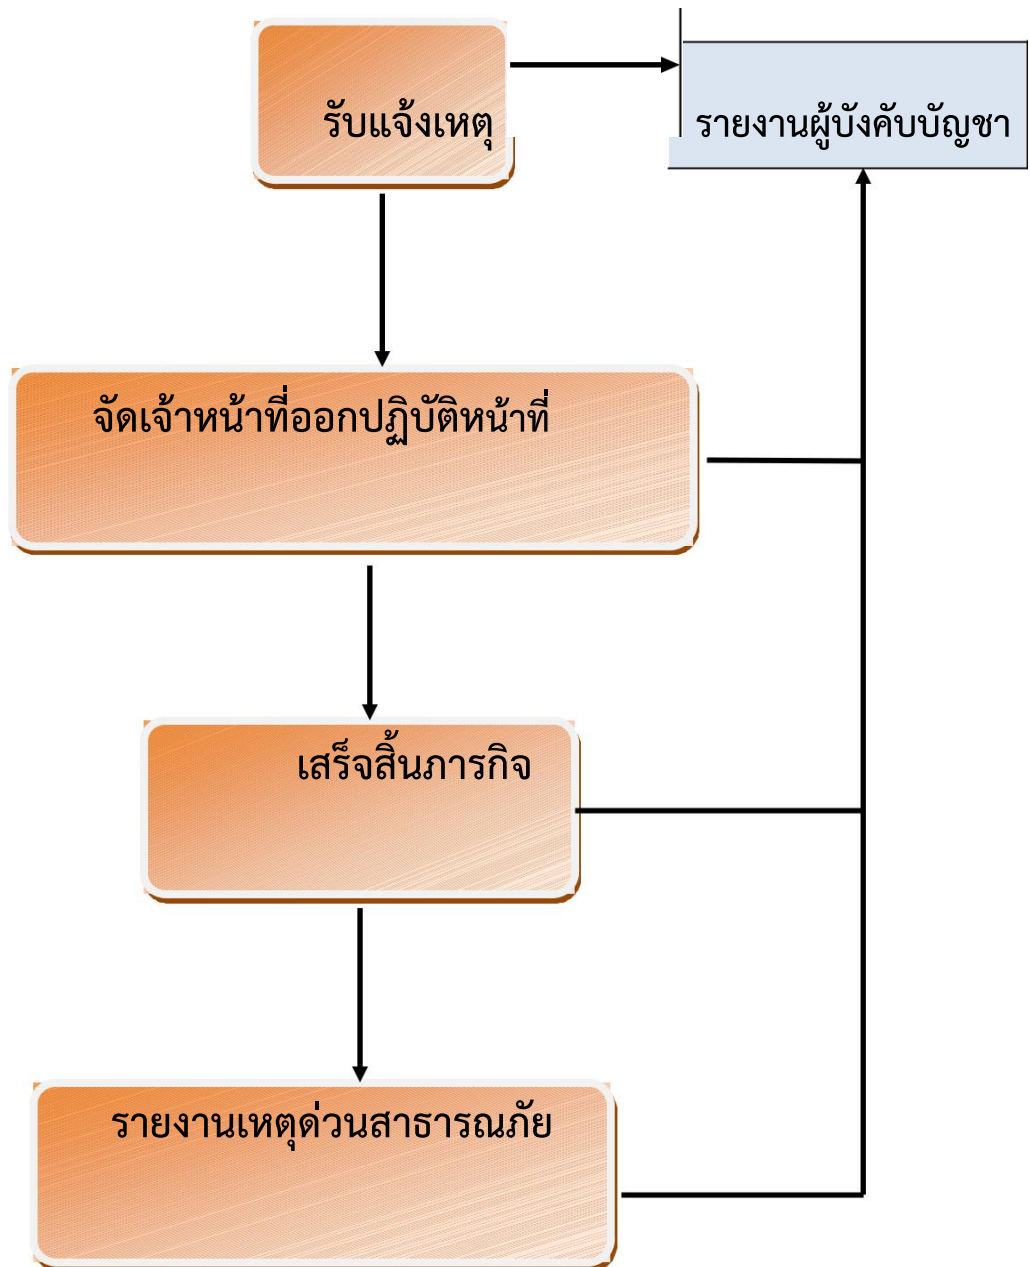 รับแจ้งเหตุ
รายงานผู้บังคับบัญชา
จัดเจ้าหน้าที่ออกปฏิบัติหน้าที่
เสร็จสิ้นภารกิจ
รายงานเหตุด่วนสาธารณภัย